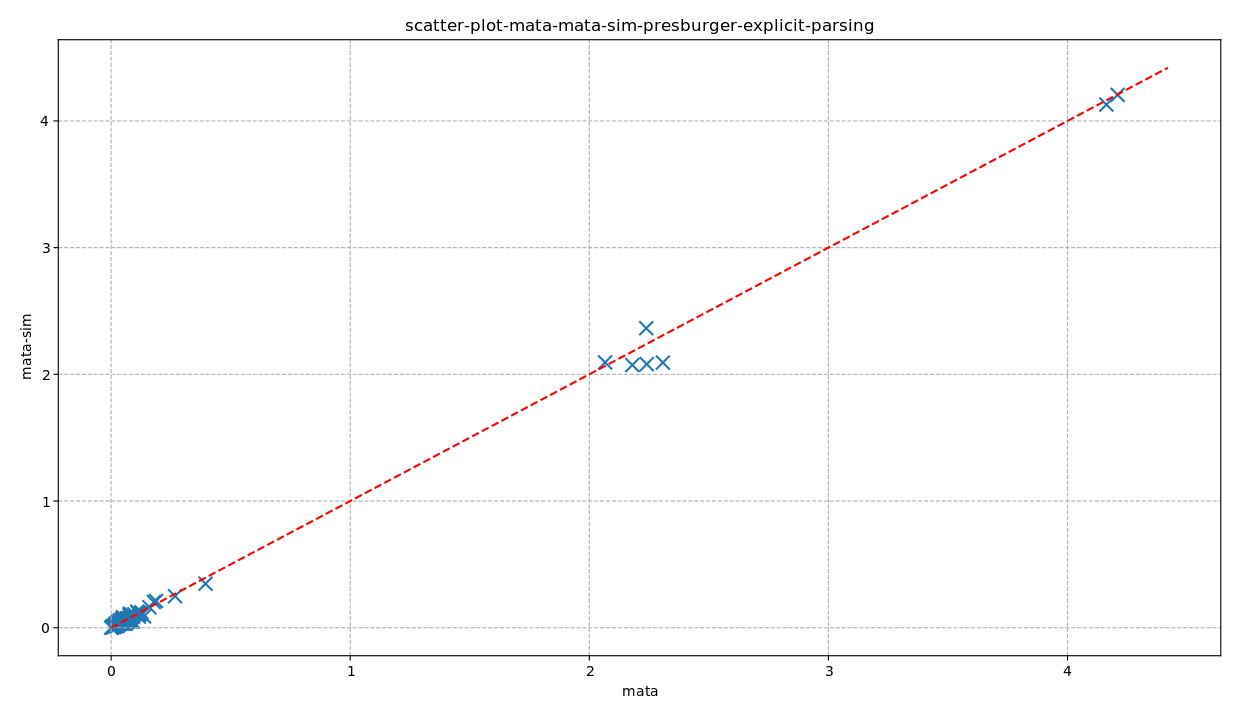 scatter-plot-mata-mata-sim-presburger-explicit-parsing
4
3
2
1
0
mata-sim
0 1 2 3 4
mata